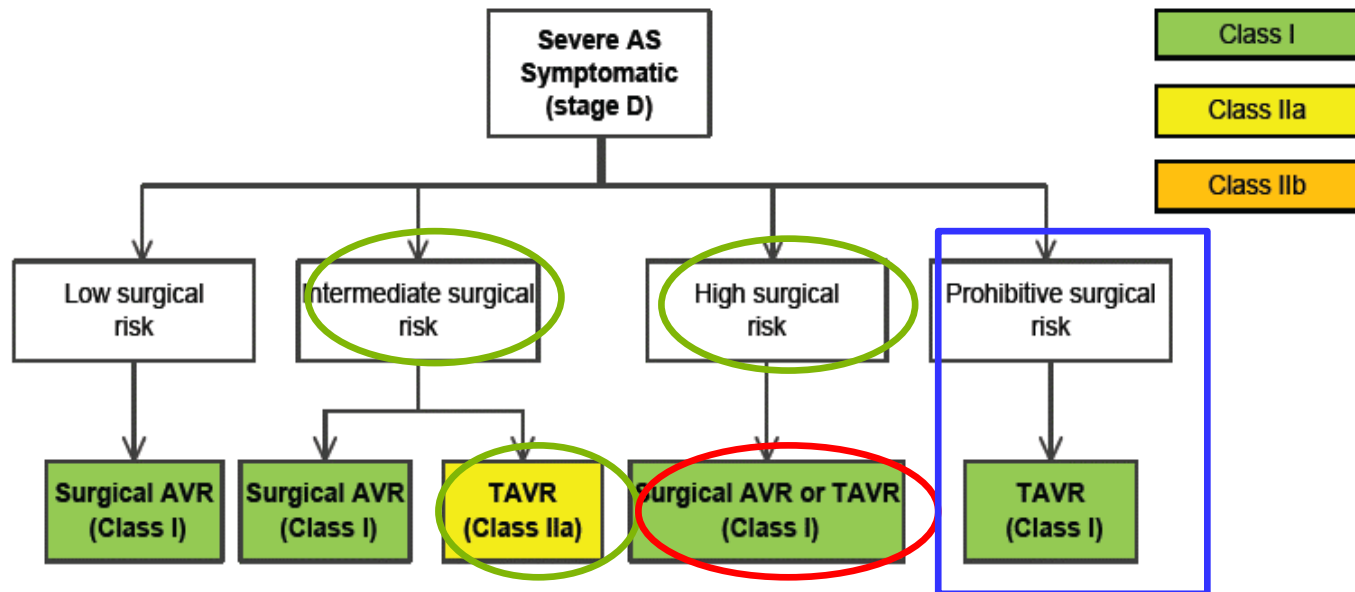 Severe AS
Symptomatic
(stage D)
Class I
Class IIa
Class IIb
Low surgical
risk
Intermediate surgical
risk
High surgical
risk
Prohibitive surgical
risk
Surgical AVR
(Class I)
Surgical AVR
(Class I)
TAVR
(Class IIa)
Surgical AVR or TAVR
(Class I)
TAVR
(Class I)